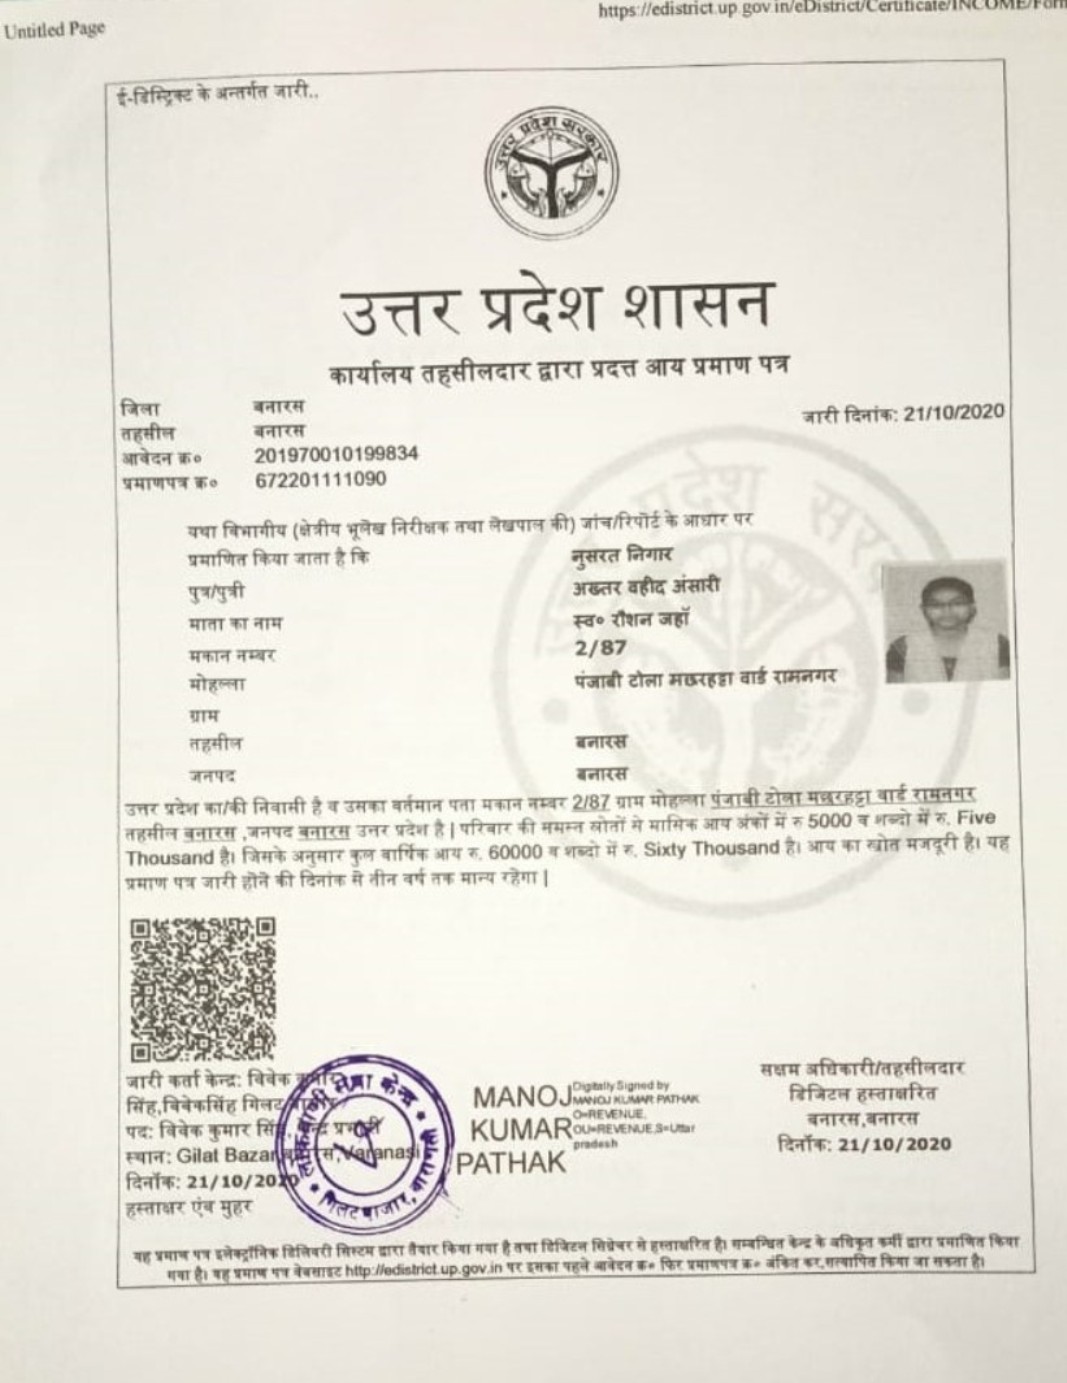 Untitled Page
https://edistrict.up.gov.in/eDistrict/Certificate/INCOME/Form
ई-डिस्ट्रिक्ट के अन्तर्गत जारी..
उत्तर प्रदेश सरकार
उत्तर प्रदेश शासन
कार्यालय तहसीलदार द्वारा प्रदत्त आय प्रमाण पत्र
जिला बनारस
जारी दिनांक: 21/10/2020
तहसील बनारस
आवेदन क्र० 201970010199834
प्रमाणपत्र क्र० 672201111090
यथा विभागीय (क्षेत्रीय भूलेख निरीक्षक तथा लेखपाल की) जांच/रिपोर्ट के आधार पर
प्रमाणित किया जाता है कि नुसरत निगार
पुत्र/पुत्री अख्तर वहीद अंसारी
माता का नाम स्व० रौशन जहाँ
मकान नम्बर 2/87
मोहल्ला पंजाबी टोला मछरहट्टा वार्ड रामनगर
ग्राम
तहसील बनारस
जनपद बनारस
उत्तर प्रदेश का/की निवासी है व उसका वर्तमान पता मकान नम्बर 2/87 ग्राम मोहल्ला पंजाबी टोला मछरहट्टा वार्ड रामनगर
तहसील बनारस ,जनपद बनारस उत्तर प्रदेश है | परिवार की समस्त स्रोतों से मासिक आय अंकों में रु 5000 व शब्दो में रु. Five
Thousand है। जिसके अनुसार कुल वार्षिक आय रु. 60000 व शब्दो में रु. Sixty Thousand है। आय का स्रोत मजदूरी है। यह
प्रमाण पत्र जारी होने की दिनांक से तीन वर्ष तक मान्य रहेगा |
जारी कर्ता केन्द्र: विवेक कुमार
सिंह,विवेकसिंह गिलट बाजार
पद: विवेक कुमार सिंह केन्द्र प्रभारी
स्थान: Gilat Bazar, बनारस,Varanasi
दिनाँक: 21/10/2020
हस्ताक्षर एंव मुहर
लोकवाणी सेवा केन्द्र
गिलट बाजार, वाराणसी
MANOJ
KUMAR
PATHAK
Digitally Signed by
MANOJ KUMAR PATHAK
O=REVENUE,
OU=REVENUE,S=Uttar
pradesh
सक्षम अधिकारी/तहसीलदार
डिजिटल हस्ताक्षरित
बनारस,बनारस
दिनाँक: 21/10/2020
यह प्रमाण पत्र इलेक्ट्रॉनिक डिलिवरी सिस्टम द्वारा तैयार किया गया है तथा डिजिटल सिग्नेचर से हस्ताक्षरित है। सम्बन्धित केन्द्र के अधिकृत कर्मी द्वारा प्रमाणित किया
गया है। यह प्रमाण पत्र वेबसाइट http://edistrict.up.gov.in पर इसका पहले आवेदन क्र० फिर प्रमाणपत्र क्र० अंकित कर,सत्यापित किया जा सकता है।